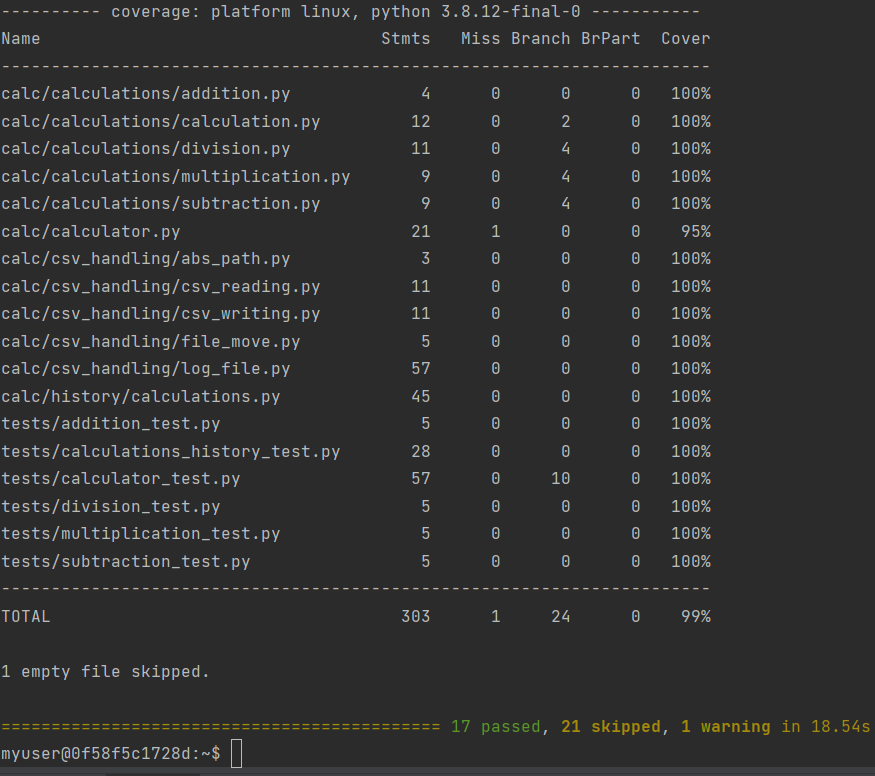 ---------- coverage: platform linux, python 3.8.12-final-0 -----------
Name                                  Stmts   Miss Branch BrPart  Cover
-----------------------------------------------------------------------
calc/calculations/addition.py             4      0      0      0   100%
calc/calculations/calculation.py         12      0      2      0   100%
calc/calculations/division.py            11      0      4      0   100%
calc/calculations/multiplication.py       9      0      4      0   100%
calc/calculations/subtraction.py          9      0      4      0   100%
calc/calculator.py                       21      1      0      0    95%
calc/csv_handling/abs_path.py             3      0      0      0   100%
calc/csv_handling/csv_reading.py         11      0      0      0   100%
calc/csv_handling/csv_writing.py         11      0      0      0   100%
calc/csv_handling/file_move.py            5      0      0      0   100%
calc/csv_handling/log_file.py            57      0      0      0   100%
calc/history/calculations.py             45      0      0      0   100%
tests/addition_test.py                    5      0      0      0   100%
tests/calculations_history_test.py       28      0      0      0   100%
tests/calculator_test.py                 57      0     10      0   100%
tests/division_test.py                    5      0      0      0   100%
tests/multiplication_test.py              5      0      0      0   100%
tests/subtraction_test.py                 5      0      0      0   100%
-----------------------------------------------------------------------
TOTAL                                   303      1     24      0    99%
1 empty file skipped.
============================================ 17 passed, 21 skipped, 1 warning in 18.54s
myuser@0f58f5c1728d:~$